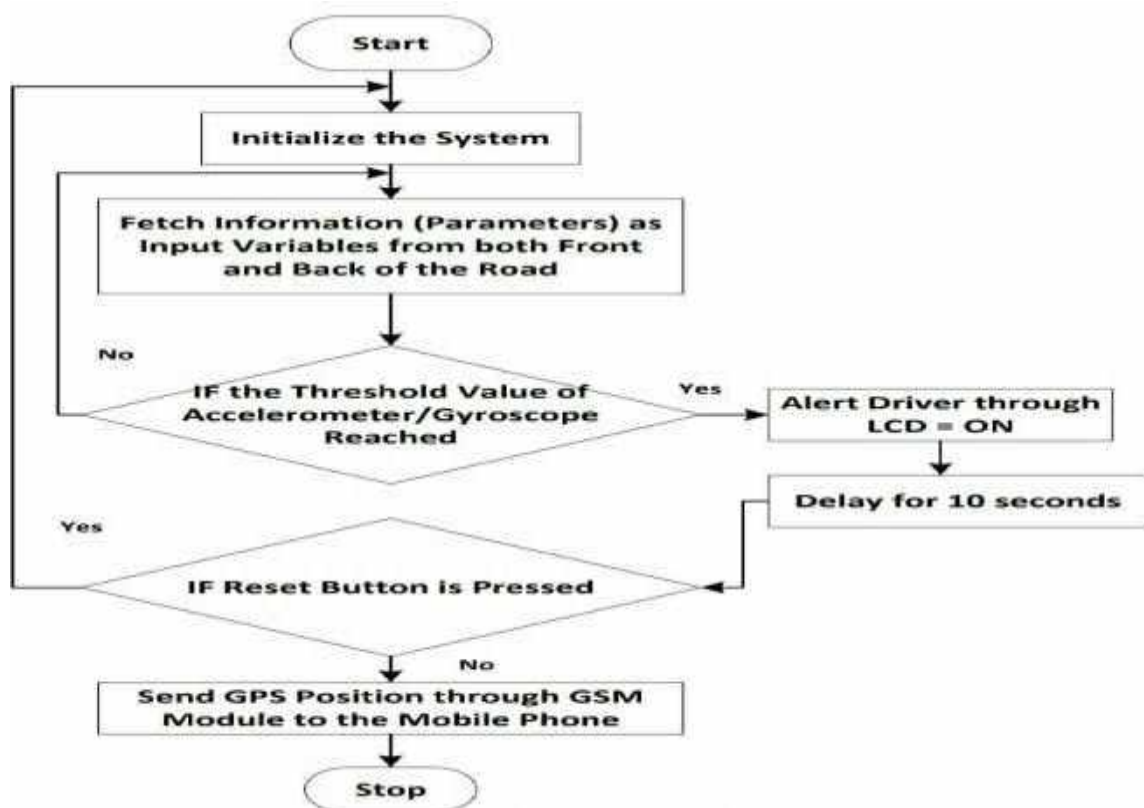 Start
Initialize the System
Fetch Information (Parameters) as
Input Variables from both Front
and Back of the Road
No
IF the Threshold Value of
Accelerometer/Gyroscope
Reached
Yes
Alert Driver through
LCD = ON
Delay for 10 seconds
Yes
IF Reset Button is Pressed
No
Send GPS Position through GSM
Module to the Mobile Phone
Stop